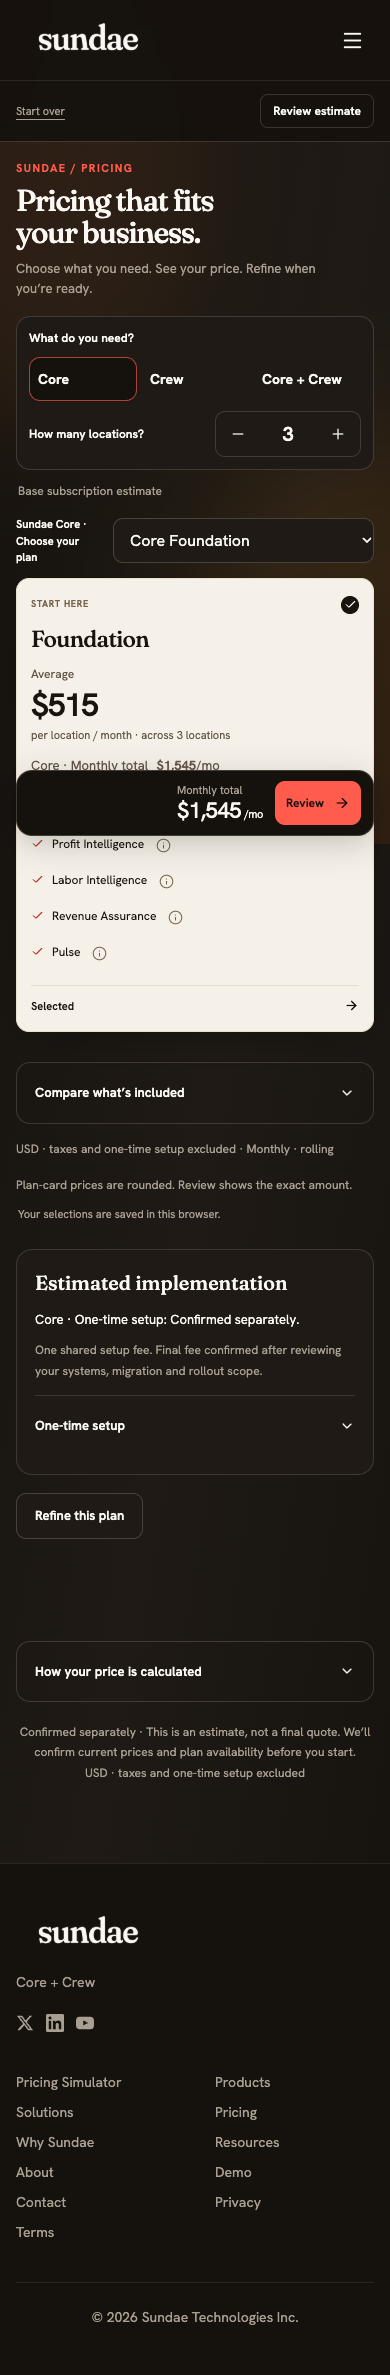 sundae
Start over
Review estimate
SUNDAE / PRICING
Pricing that fits
your business.
Choose what you need. See your price. Refine when
you're ready.
What do you need?
Core
Crew
Core + Crew
How many locations?
3
Base subscription estimate
Sundae Core ·
Choose your
plan
Core Foundation
START HERE
Foundation
Average
$515
per location / month · across 3 locations
Core · Monthly total $1,545/mo
Monthly total
$1,545 /mo
Review
Profit Intelligence
Labor Intelligence
Revenue Assurance
Pulse
Selected
Compare what's included
USD · taxes and one-time setup excluded · Monthly · rolling
Plan-card prices are rounded. Review shows the exact amount.
Your selections are saved in this browser.
Estimated implementation
Core · One-time setup: Confirmed separately.
One shared setup fee. Final fee confirmed after reviewing
your systems, migration and rollout scope.
One-time setup
Refine this plan
How your price is calculated
Confirmed separately · This is an estimate, not a final quote. We'll
confirm current prices and plan availability before you start.
USD · taxes and one-time setup excluded
sundae
Core + Crew
Pricing Simulator
Products
Solutions
Pricing
Why Sundae
Resources
About
Demo
Contact
Privacy
Terms
© 2026 Sundae Technologies Inc.